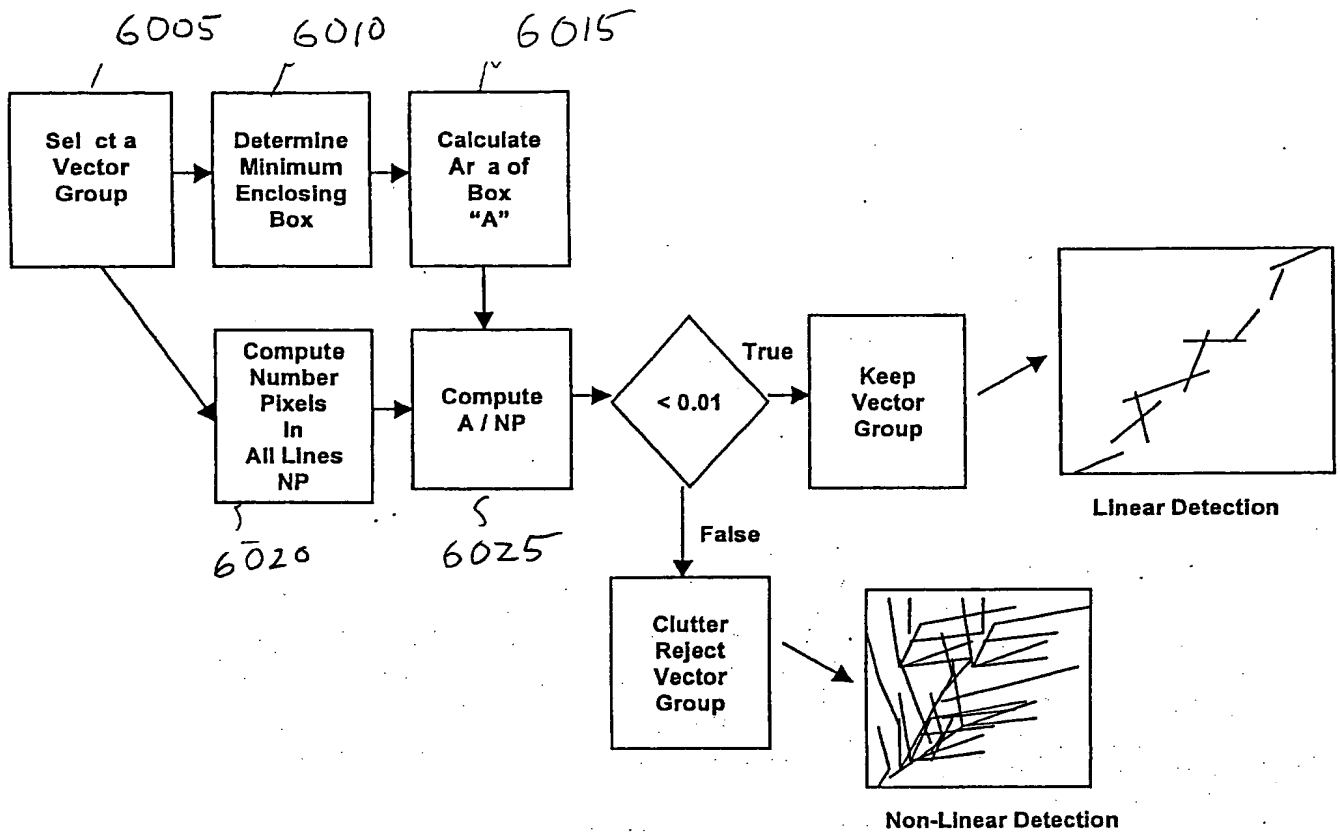 6005 6010 6015
Sel ct a
Vector
Group
Determine
Minimum
Enclosing
Box
Calculate
Ar a of
Box
“A”
Compute
Number
Pixels
In
All Lines
NP
Compute
A / NP
< 0.01
True
Keep
Vector
Group
Linear Detection
6020
6025
False
Clutter
Reject
Vector
Group
Non-Linear Detection